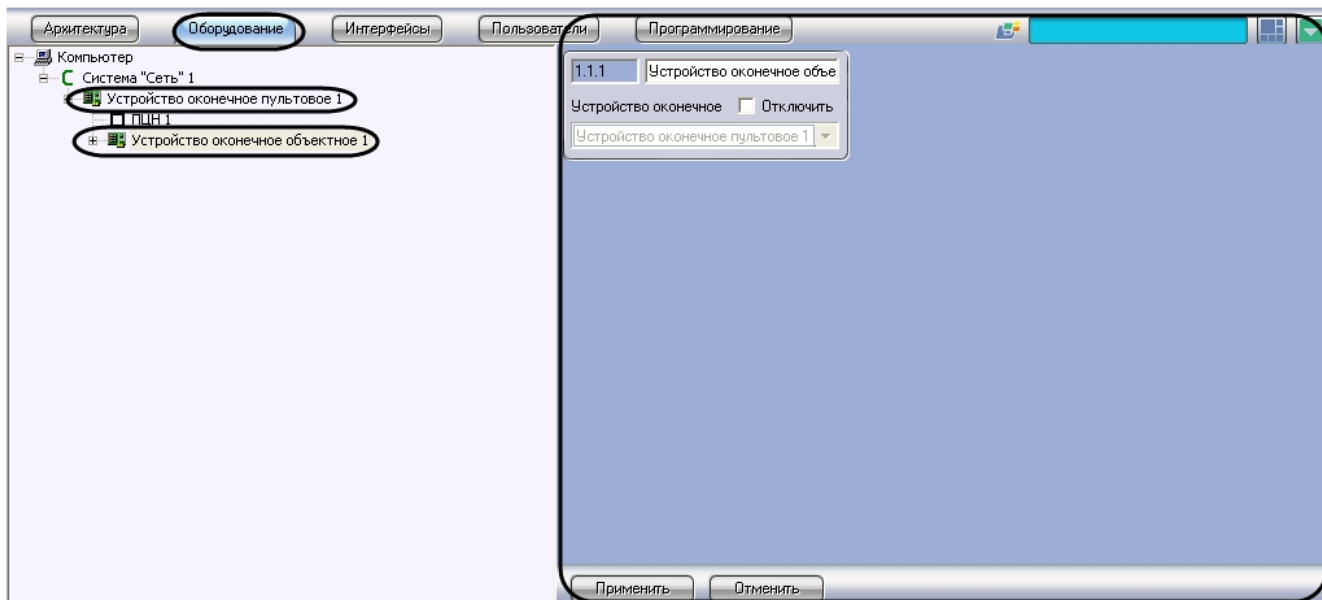 Архитектура Оборудование Интерфейсы Пользователи Программирование
Компьютер
Система "Сеть" 1
Устройство оконечное пультовое 1
ПЦН 1
Устройство оконечное объектное 1
1.1.1 Устройство оконечное объе
Устройство оконечное Отключить
Устройство оконечное пультовое 1
Применить Отменить